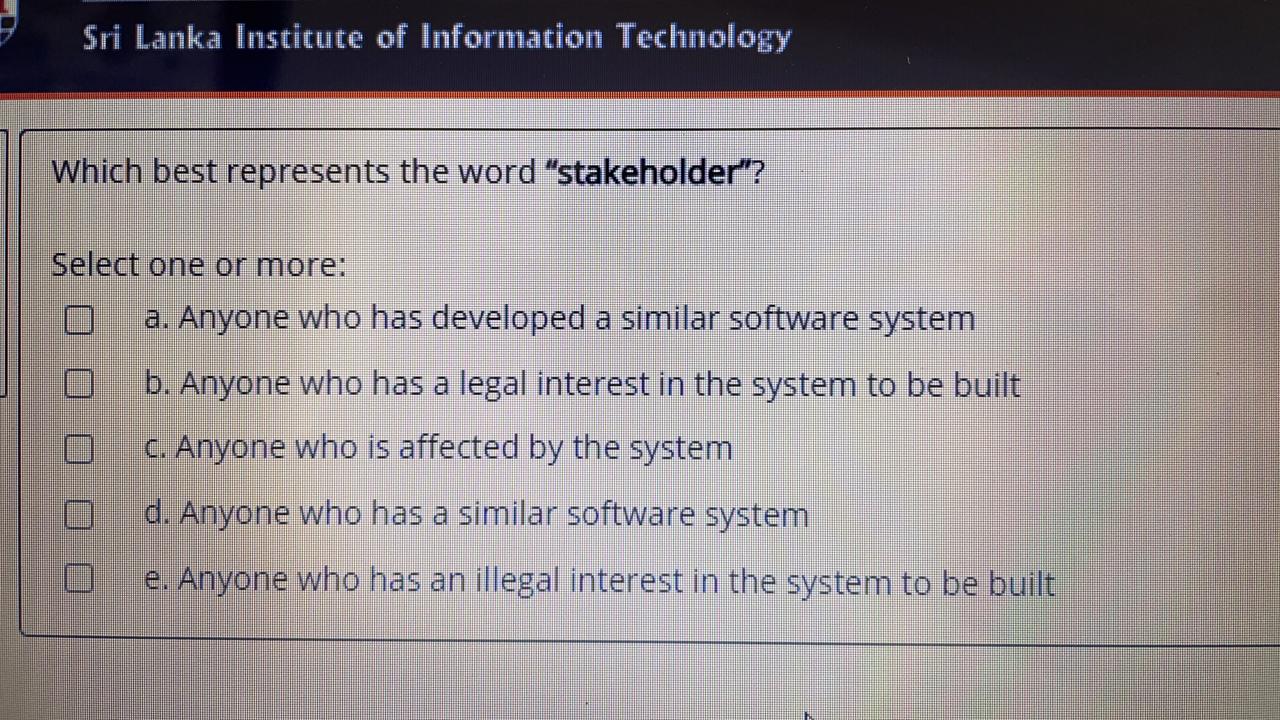 Sri Lanka Institute of Information Technology
Which best represents the word “stakeholder”?
Select one or more:
a. Anyone who has developed a similar software system
b. Anyone who has a legal interest in the system to be built
c. Anyone who is affected by the system
d. Anyone who has a similar software system
e. Anyone who has an illegal interest in the system to be built